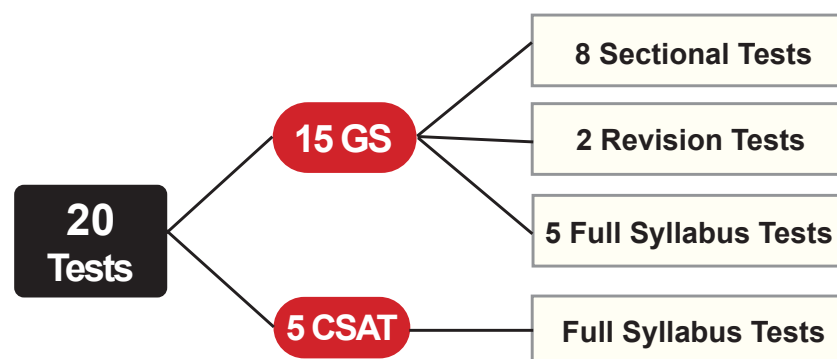 20
Tests
15 GS
8 Sectional Tests
2 Revision Tests
5 Full Syllabus Tests
5 CSAT
Full Syllabus Tests